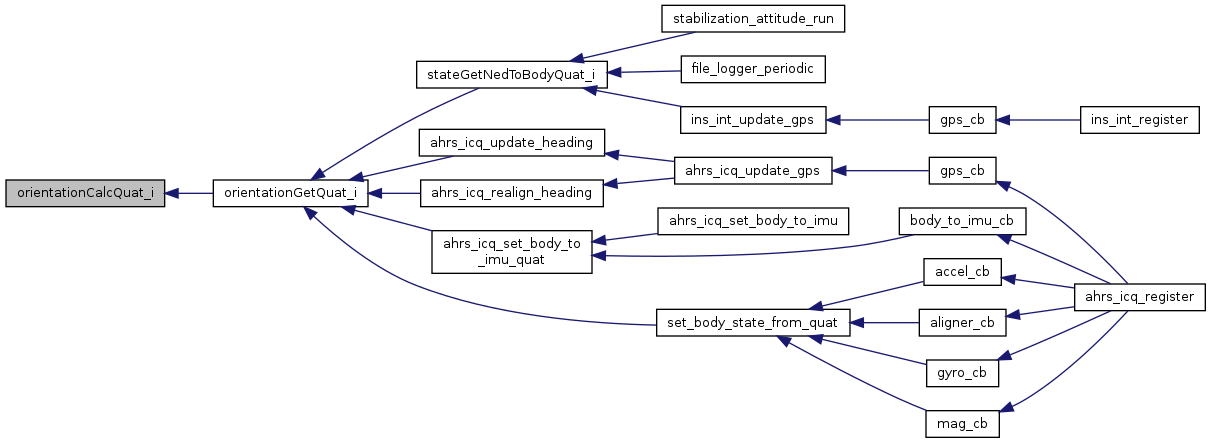 stabilization_attitude_run
stateGetNedToBodyQuat_i
file_logger_periodic
ins_int_update_gps
gps_cb
ins_int_register
ahrs_icq_update_heading
ahrs_icq_update_gps
gps_cb
orientationCalcQuat_i
orientationGetQuat_i
ahrs_icq_realign_heading
ahrs_icq_set_body_to_imu
body_to_imu_cb
ahrs_icq_set_body_to
_imu_quat
accel_cb
ahrs_icq_register
set_body_state_from_quat
aligner_cb
gyro_cb
mag_cb